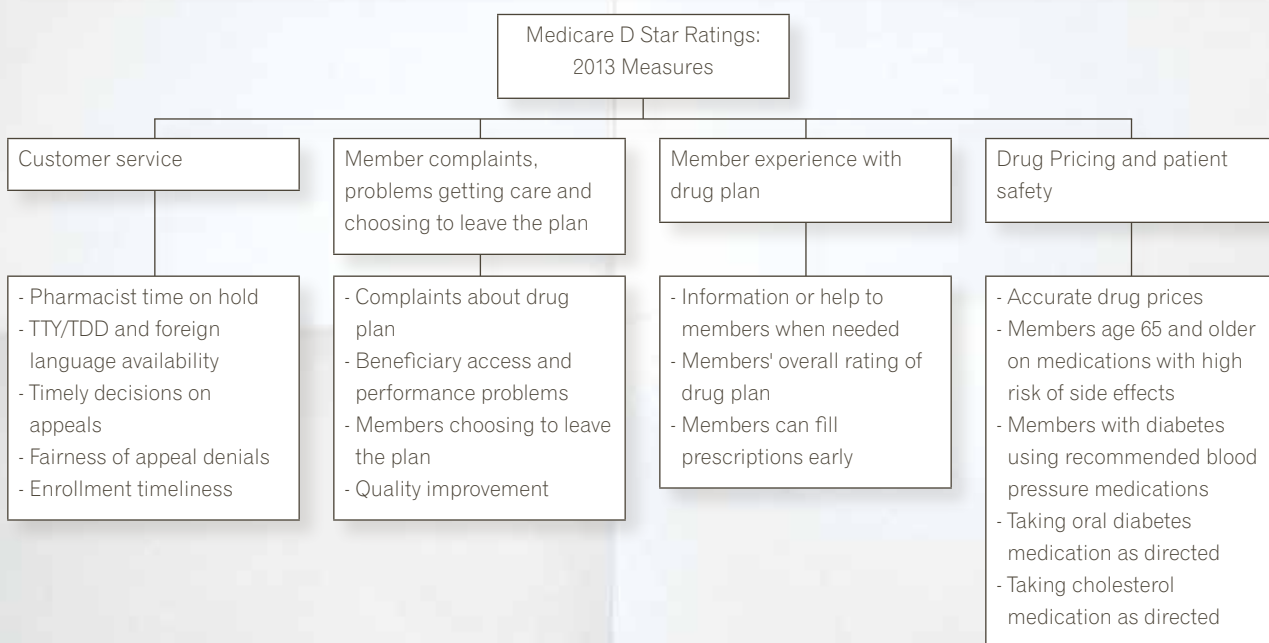 Medicare D Star Ratings:
2013 Measures
Customer service
Member complaints,
problems getting care and
choosing to leave the plan
Member experience with
drug plan
Drug Pricing and patient
safety
- Pharmacist time on hold
- TTY/TDD and foreign
language availability
- Timely decisions on
appeals
- Fairness of appeal denials
- Enrollment timeliness
- Complaints about drug
plan
- Beneficiary access and
performance problems
- Members choosing to leave
the plan
- Quality improvement
- Information or help to
members when needed
- Members' overall rating of
drug plan
- Members can fill
prescriptions early
- Accurate drug prices
- Members age 65 and older
on medications with high
risk of side effects
- Members with diabetes
using recommended blood
pressure medications
- Taking oral diabetes
medication as directed
- Taking cholesterol
medication as directed